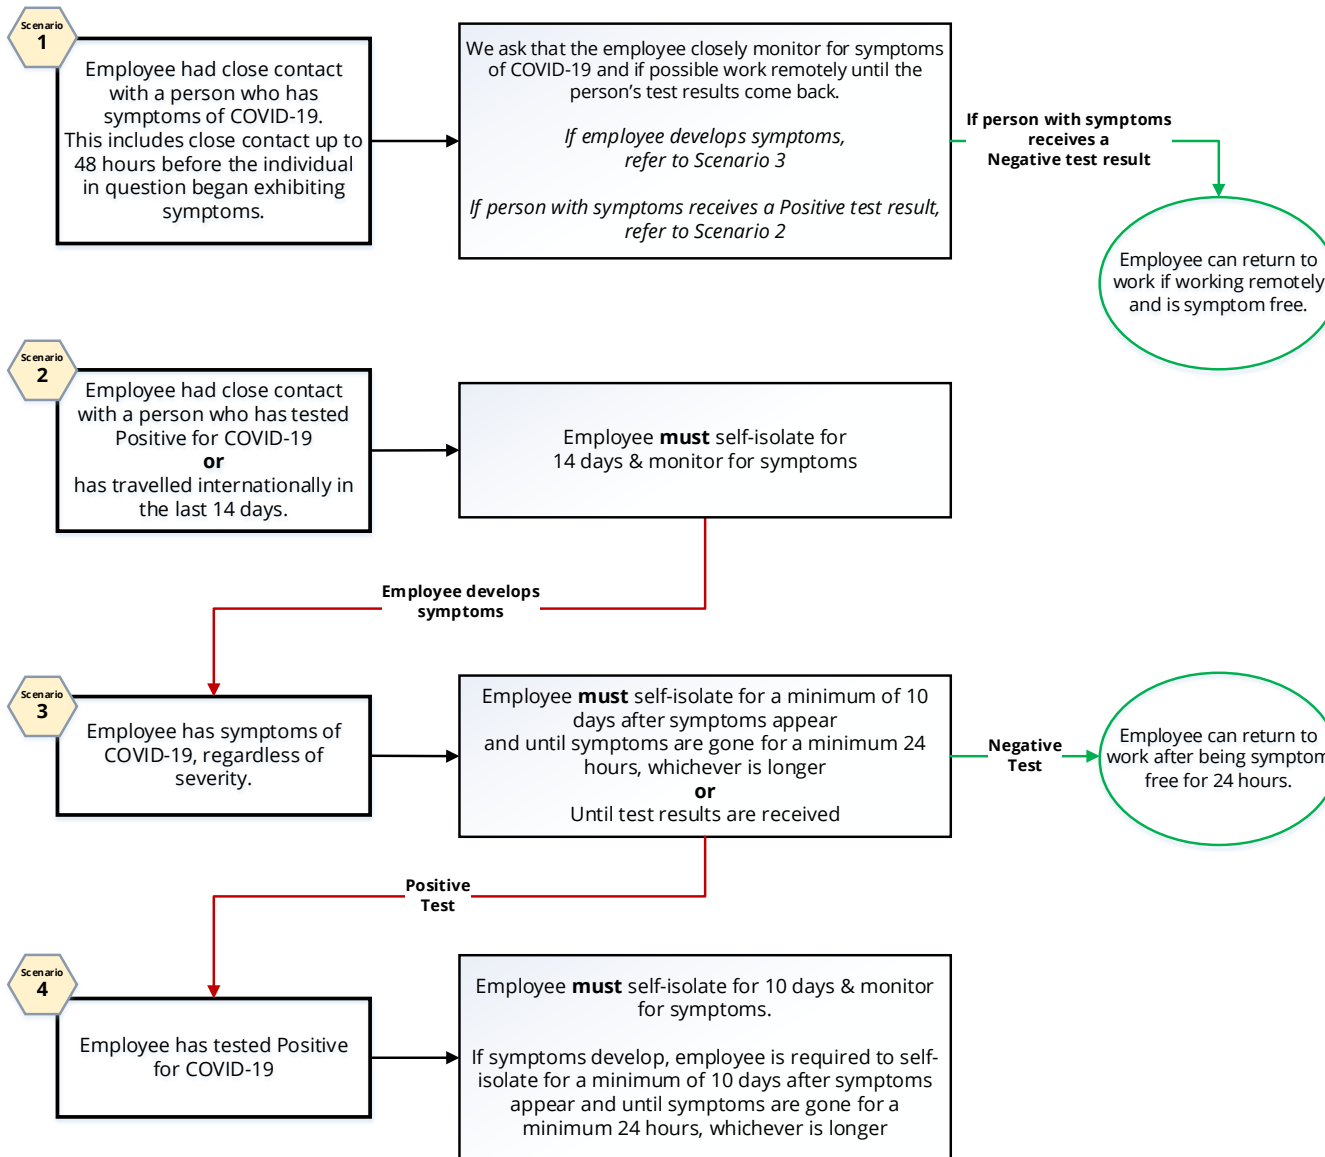 Scenario
1
Employee had close contact
with a person who has
symptoms of COVID-19.
This includes close contact up to
48 hours before the individual
in question began exhibiting
symptoms.
We ask that the employee closely monitor for symptoms
of COVID-19 and if possible work remotely until the
person’s test results come back.
If employee develops symptoms,
refer to Scenario 3
If person with symptoms receives a Positive test result,
refer to Scenario 2
If person with symptoms
receives a
Negative test result
Employee can return to
work if working remotely
and is symptom free.
Scenario
2
Employee had close contact
with a person who has tested
Positive for COVID-19
or
has travelled internationally in
the last 14 days.
Employee must self-isolate for
14 days & monitor for symptoms
Employee develops
symptoms
Scenario
3
Employee has symptoms of
COVID-19, regardless of
severity.
Employee must self-isolate for a minimum of 10
days after symptoms appear
and until symptoms are gone for a minimum 24
hours, whichever is longer
or
Until test results are received
Negative
Test
Employee can return to
work after being symptom
free for 24 hours.
Positive
Test
Scenario
4
Employee has tested Positive
for COVID-19
Employee must self-isolate for 10 days & monitor
for symptoms.
If symptoms develop, employee is required to self-
isolate for a minimum of 10 days after symptoms
appear and until symptoms are gone for a
minimum 24 hours, whichever is longer